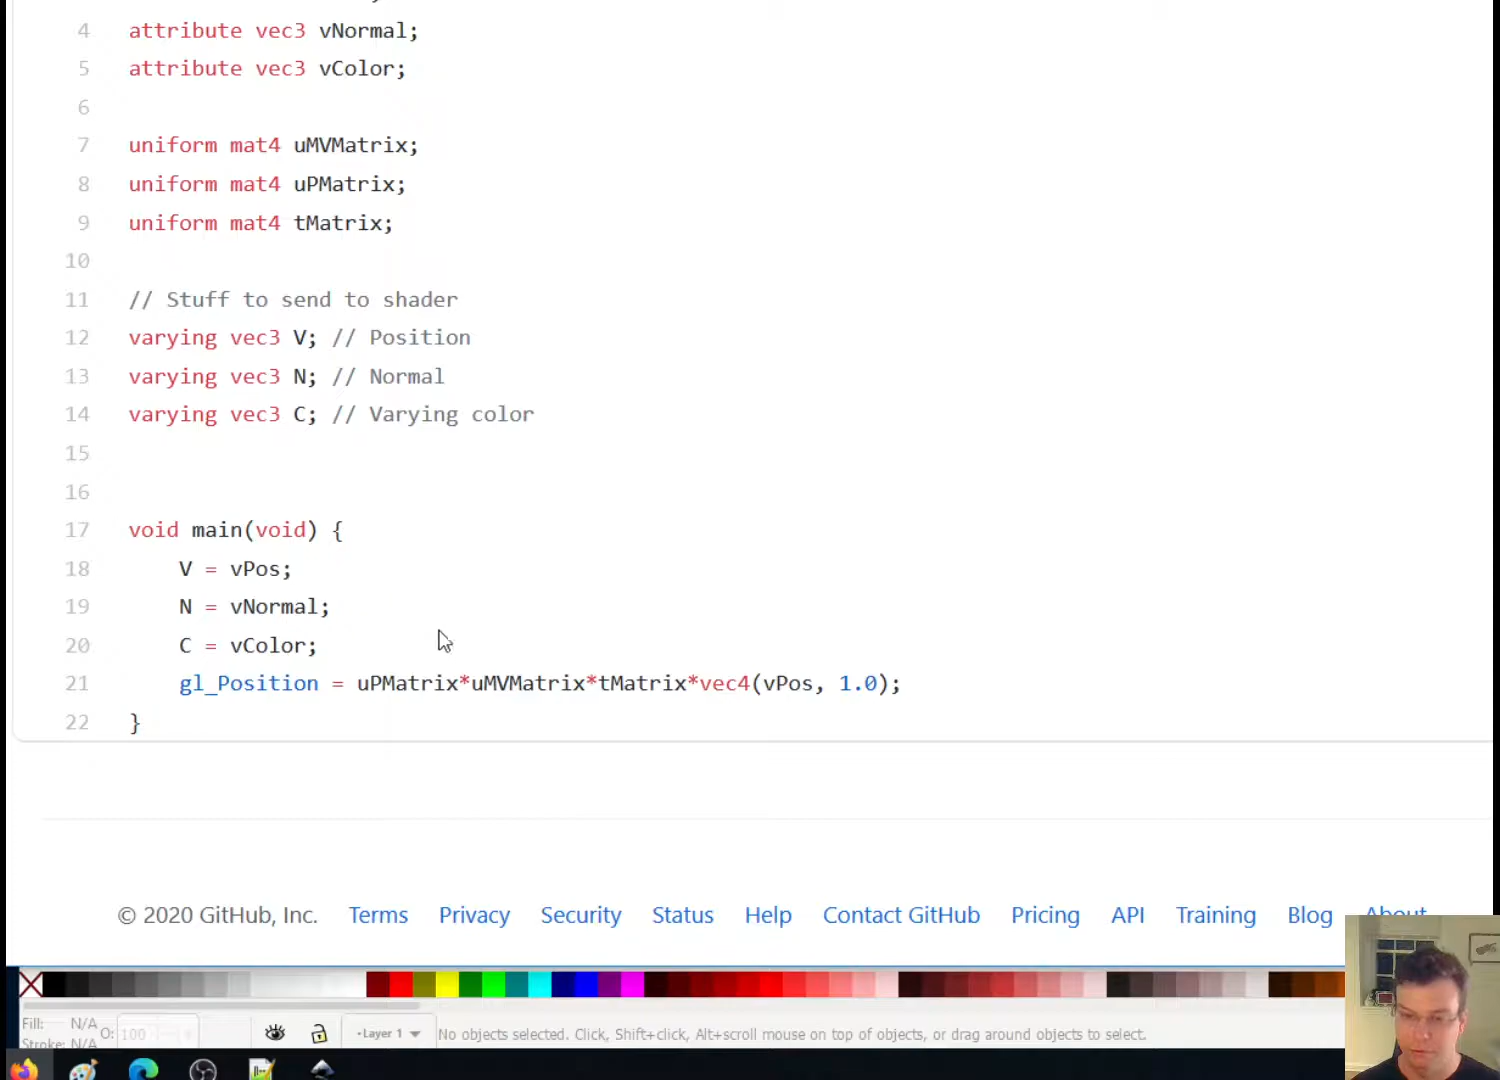 4 attribute vec3 vNormal;
5 attribute vec3 vColor;
6
7 uniform mat4 uMVMatrix;
8 uniform mat4 uPMatrix;
9 uniform mat4 tMatrix;
10
11 // Stuff to send to shader
12 varying vec3 V; // Position
13 varying vec3 N; // Normal
14 varying vec3 C; // Varying color
15
16
17 void main(void) {
18 V = vPos;
19 N = vNormal;
20 C = vColor;
21 gl_Position = uPMatrix*uMVMatrix*tMatrix*vec4(vPos, 1.0);
22 }
© 2020 GitHub, Inc. Terms Privacy Security Status Help Contact GitHub Pricing API Training Blog About
Fill: N/A O: 100 •Layer 1 No objects selected. Click, Shift+click, Alt+scroll mouse on top of objects, or drag around objects to select.
Stroke: N/A